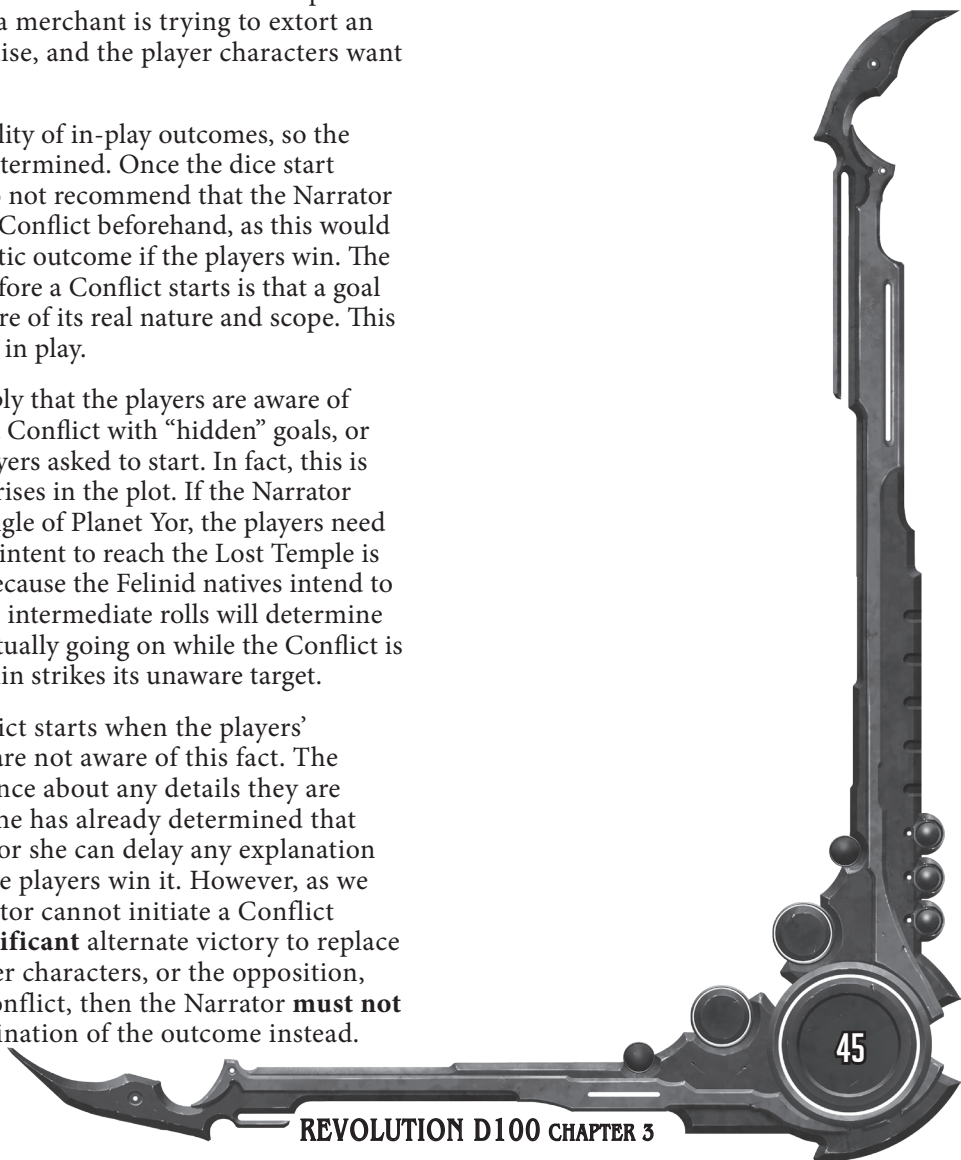 a merchant is trying to extort an
ise, and the player characters want
lity of in-play outcomes, so the
termined. Once the dice start
not recommend that the Narrator
Conflict beforehand, as this would
tic outcome if the players win. The
fore a Conflict starts is that a goal
re of its real nature and scope. This
in play.
ply that the players are aware of
Conflict with “hidden” goals, or
yers asked to start. In fact, this is
rises in the plot. If the Narrator
ngle of Planet Yor, the players need
intent to reach the Lost Temple is
ecause the Felinid natives intend to
intermediate rolls will determine
tually going on while the Conflict is
in strikes its unaware target.
ict starts when the players’
are not aware of this fact. The
nce about any details they are
he has already determined that
or she can delay any explanation
e players win it. However, as we
tor cannot initiate a Conflict
ificant alternate victory to replace
er characters, or the opposition,
onflict, then the Narrator must not
ination of the outcome instead.
45
REVOLUTION D100 CHAPTER 3